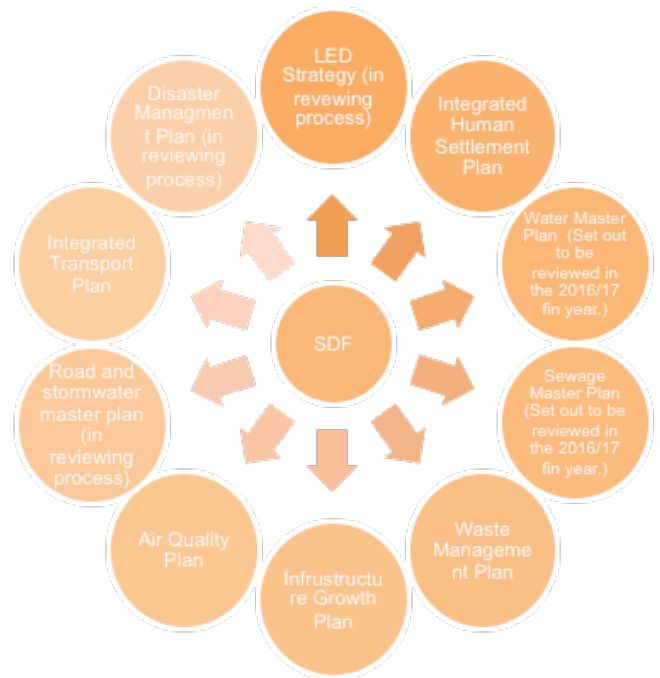 LED
Strategy (in
revewing
process)
Integrated
Human
Settlement
Plan
Water Master
Plan (Set out
to be
reviewed in
the 2016/17
fin year.)
Sewage
Master Plan
(Set out to be
reviewed in
the 2016/17
fin year.)
Waste
Manageme
nt Plan
Infrustructu
re Growth
Plan
Air Quality
Plan
Road and
stormwater
master plan
(in
reviewing
process)
Integrated
Transport
Plan
Disaster
Managmen
t Plan (in
reviewing
process)
SDF